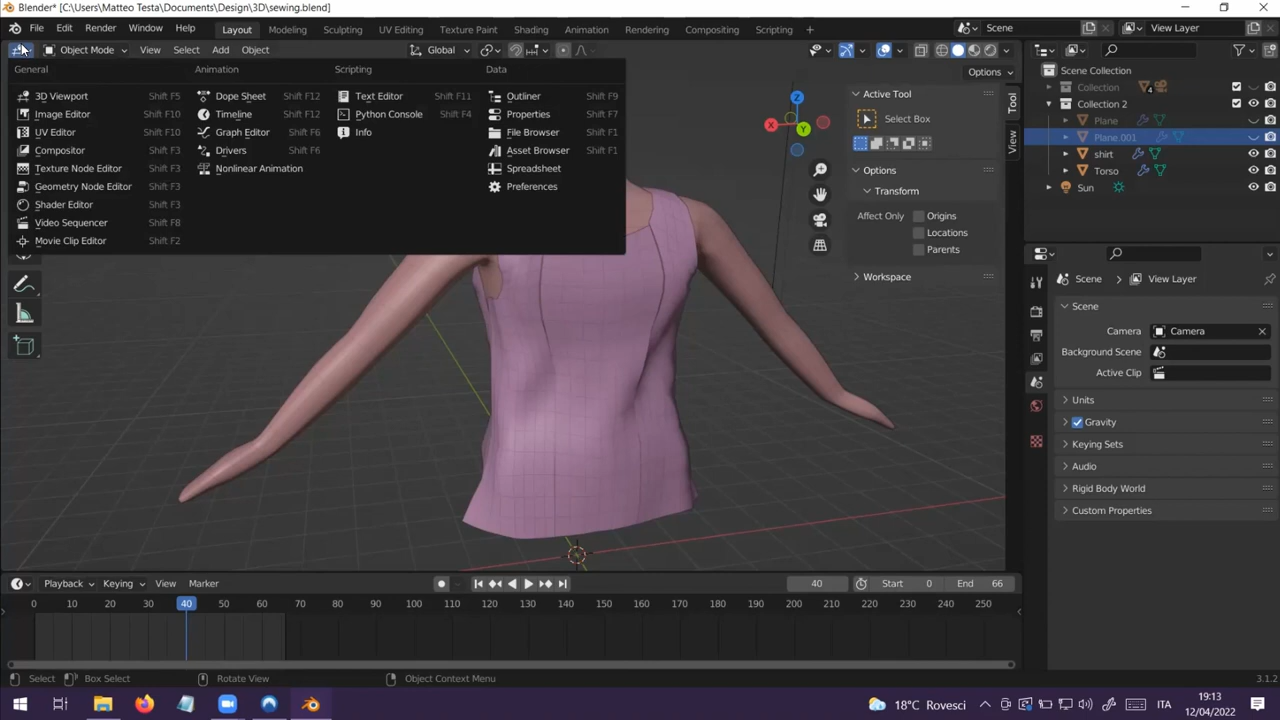 Blender* [C:\Users\Matteo Testa\Documents\Design\3D\sewing.blend]
File Edit Render Window Help Layout Modeling Sculpting UV Editing Texture Paint Shading Animation Rendering Compositing Geometry Nodes Scripting + Scene View Layer
Object Mode View Select Add Object Global
Options
General Animation Scripting Data
3D Viewport Shift F5 Dope Sheet Shift F12 Text Editor Shift F11 Outliner Shift F9
Image Editor Shift F10 Timeline Shift F12 Python Console Shift F4 Properties Shift F7
UV Editor Shift F10 Graph Editor Shift F6 Info File Browser Shift F1
Compositor Shift F3 Drivers Shift F6 Asset Browser Shift F1
Texture Node Editor Shift F3 Nonlinear Animation Spreadsheet
Geometry Node Editor Shift F3 Preferences
Shader Editor Shift F3
Video Sequencer Shift F8
Movie Clip Editor Shift F2
X Z Y
Active Tool
Select Box
Options
Transform
Affect Only Origins
Locations
Parents
Workspace
Tool
View
Scene Collection
Collection 4
Collection 2
Plane
Plane.001
shirt
Torso
Sun
Scene View Layer
Scene
Camera Camera
Background Scene
Active Clip
Units
Gravity
Keying Sets
Audio
Rigid Body World
Custom Properties
Playback Keying View Marker 40 Start 0 End 66
0 10 20 30 40 50 60 70 80 90 100 110 120 130 140 150 160 170 180 190 200 210 220 230 240 250
Select Box Select Rotate View Object Context Menu 3.1.2
18°C Rovesci ITA 19:13
12/04/2022